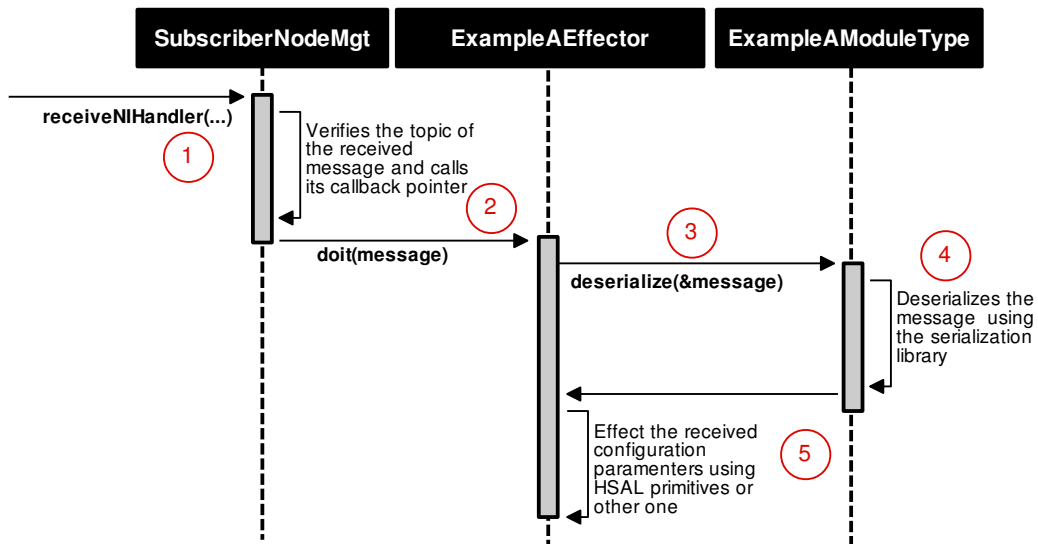 SubscriberNodeMgt
ExampleAEffector
ExampleAModuleType
receiveNIHandler(...)
1
Verifies the topic of
the received
message and calls
its callback pointer
2
doit(message)
3
deserialize(&message)
4
Deserializes the
message using
the serialization
library
Effect the received
configuration
paramenters using
HSAL primitives or
other one
5